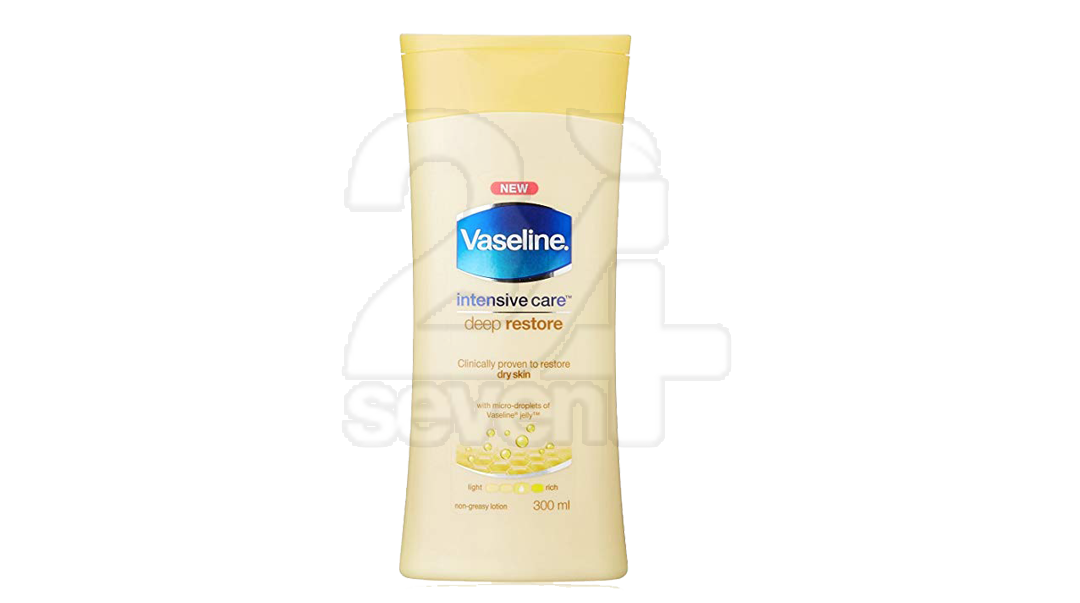 NEW
Vaseline.
intensive care™
deep restore
Clinically proven to restore
dry skin
with micro-droplets of
Vaseline® jelly™
light rich
non-greasy lotion 300 ml
24
seven